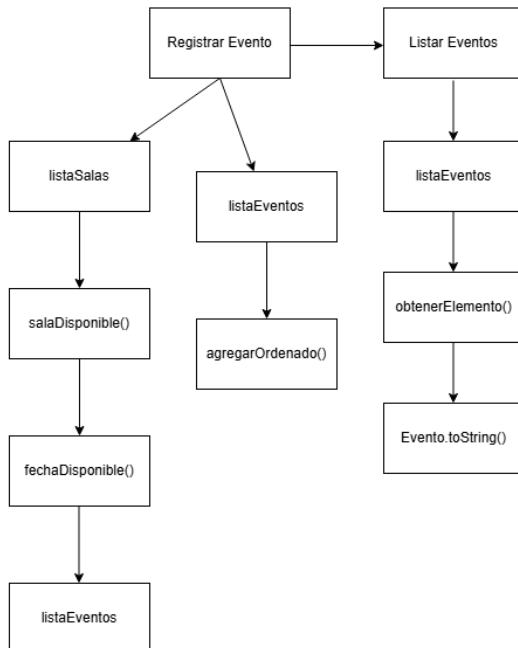 Registrar Evento
Listar Eventos
listaSalas
listaEventos
listaEventos
salaDisponible()
agregarOrdenado()
obtenerElemento()
fechaDisponible()
Evento.toString()
listaEventos